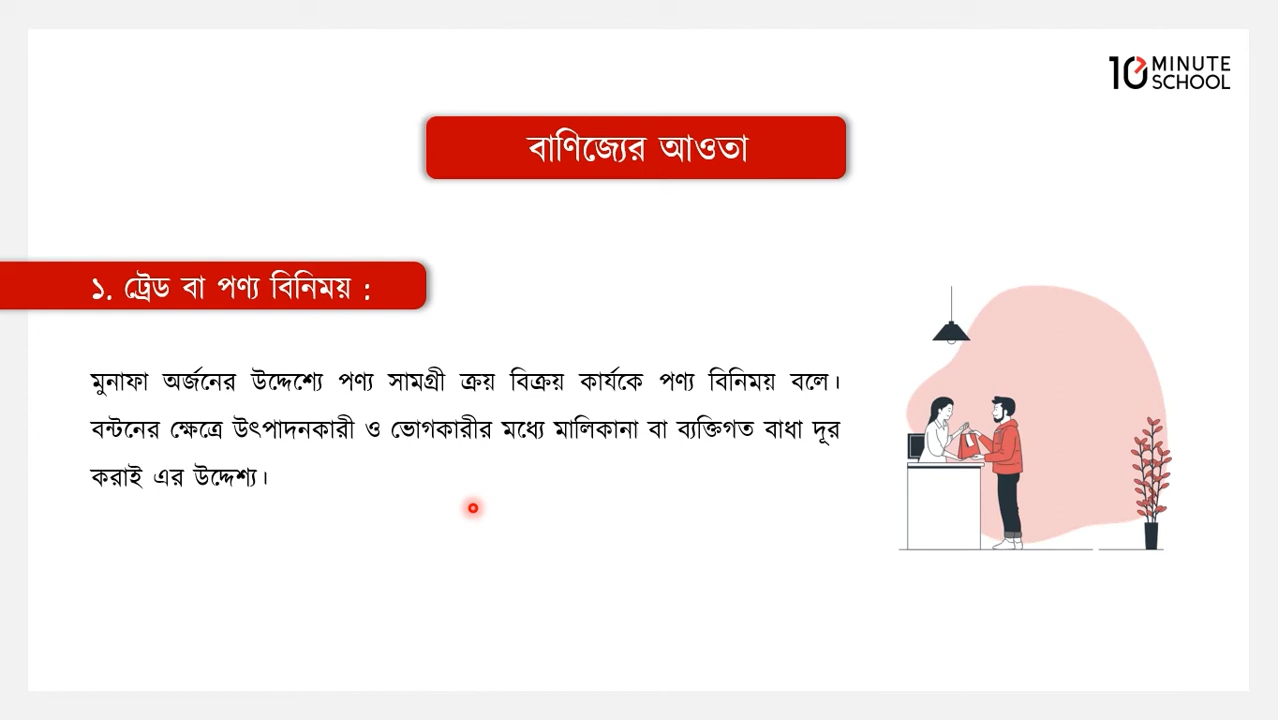 10 MINUTE
SCHOOL
বাণিজ্যের আওতা
১. ট্রেড বা পণ্য বিনিময় :
মুনাফা অর্জনের উদ্দেশ্যে পণ্য সামগ্রী ক্রয় বিক্রয় কার্যকে পণ্য বিনিময় বলে।
বন্টনের ক্ষেত্রে উৎপাদনকারী ও ভোগকারীর মধ্যে মালিকানা বা ব্যক্তিগত বাধা দূর
করাই এর উদ্দেশ্য।